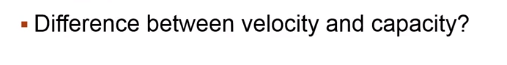 ▪ Difference between velocity and capacity?